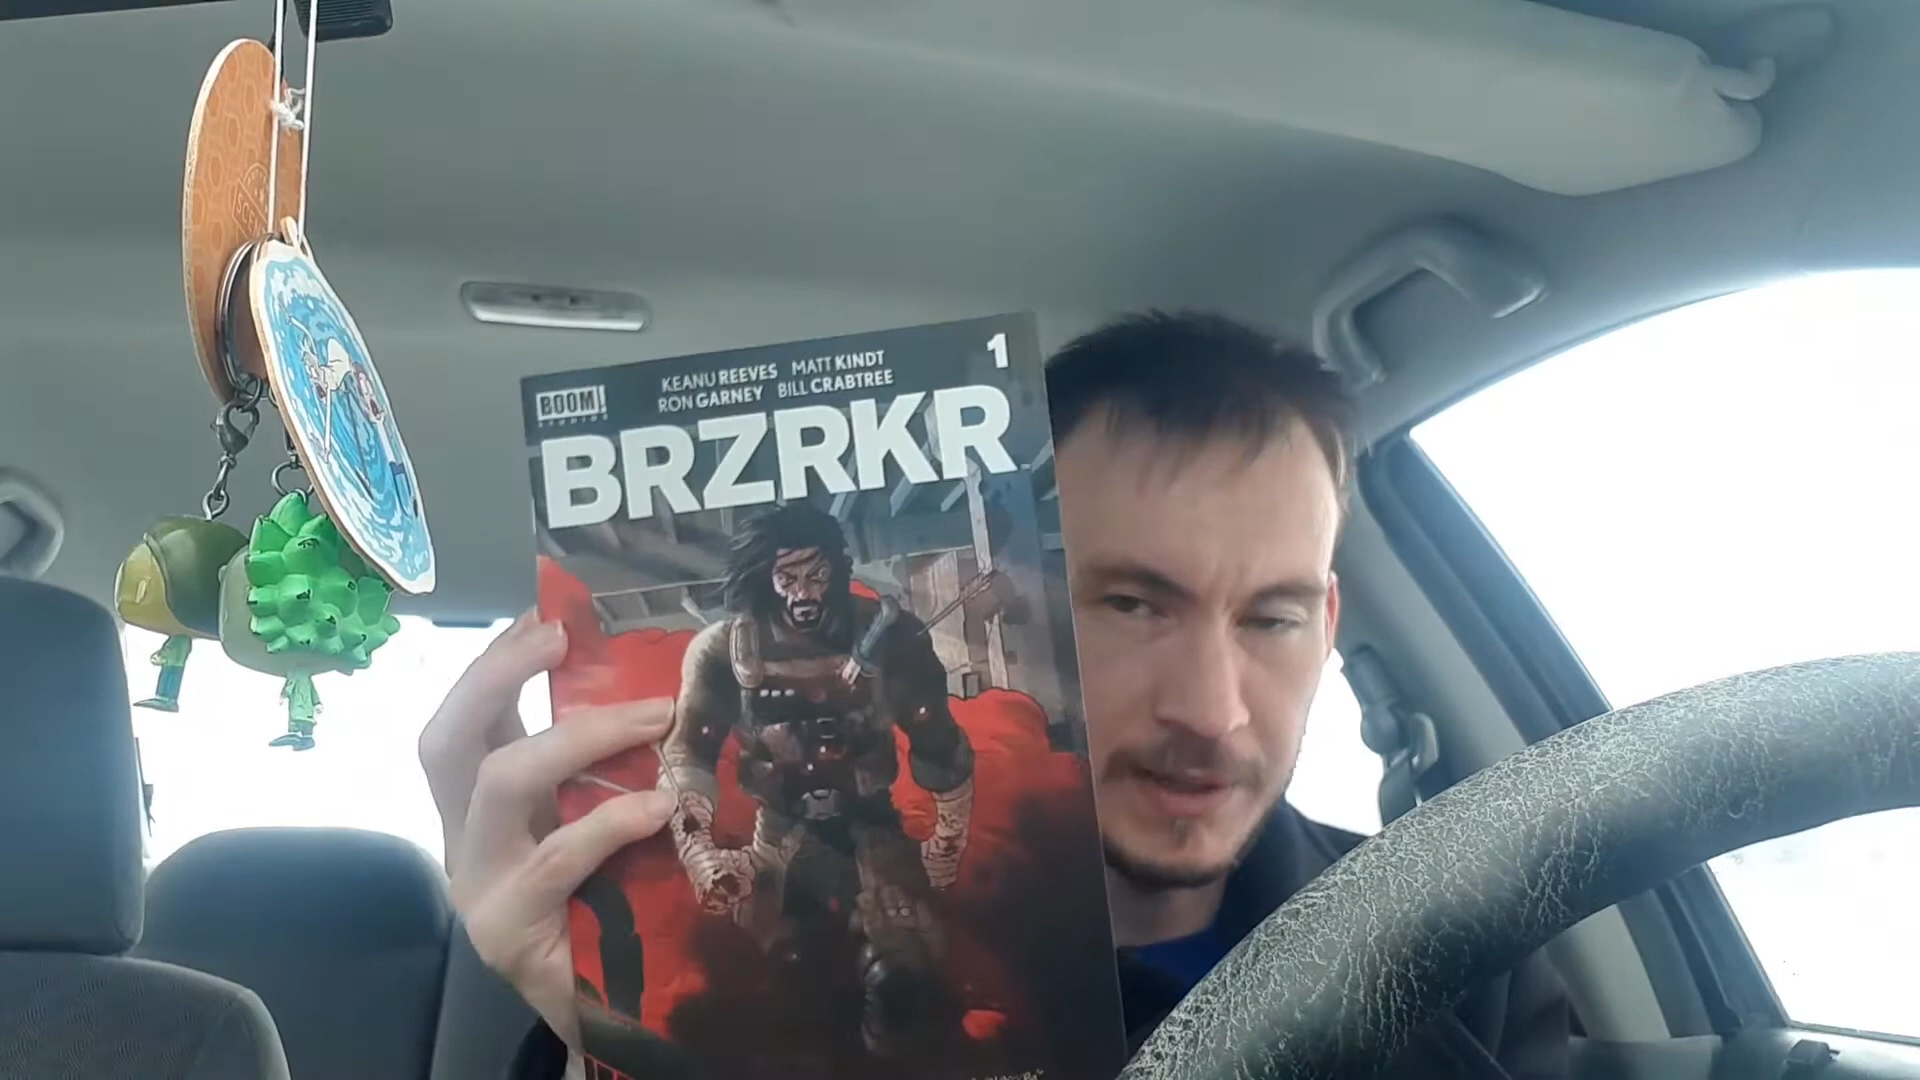 1
KEANU REEVES MATT KINDT
RON GARNEY BILL CRABTREE
BOOM!
STUDIOS
BRZRKR